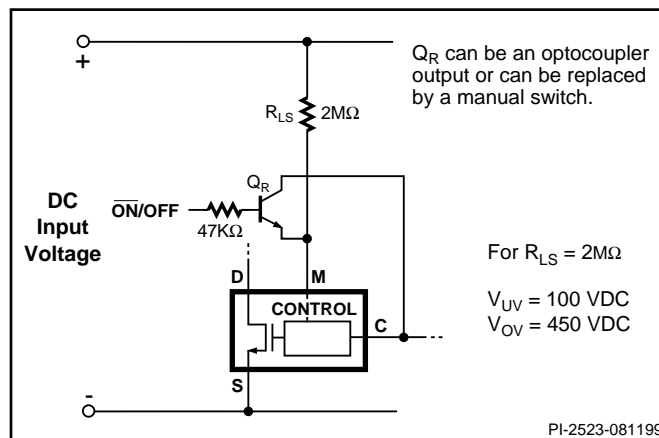 +
Q_R can be an optocoupler
output or can be replaced
by a manual switch.
R_LS 2MΩ
Q_R
DC
Input
Voltage
O̅N̅/OFF
47KΩ
For R_LS = 2MΩ
V_UV = 100 VDC
V_OV = 450 VDC
D M
CONTROL
C
S
-
PI-2523-081199